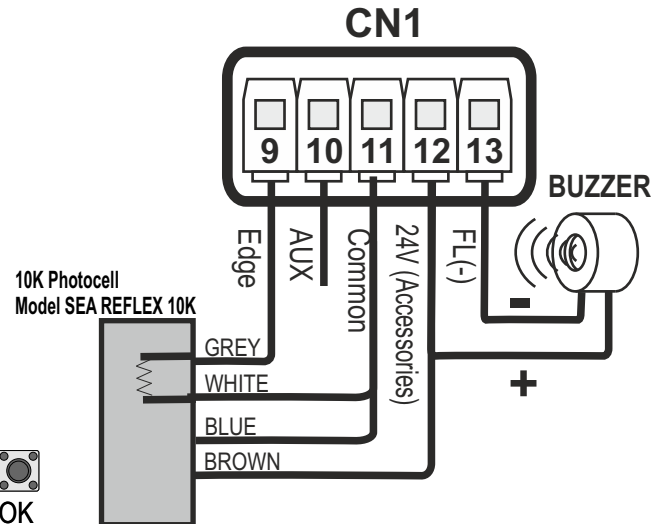 CN1
9 10 11 12 13
BUZZER
Edge
AUX
Common
24V (Accessories)
FL(-)
-
+
10K Photocell
Model SEA REFLEX 10K
GREY
WHITE
BLUE
BROWN
OK